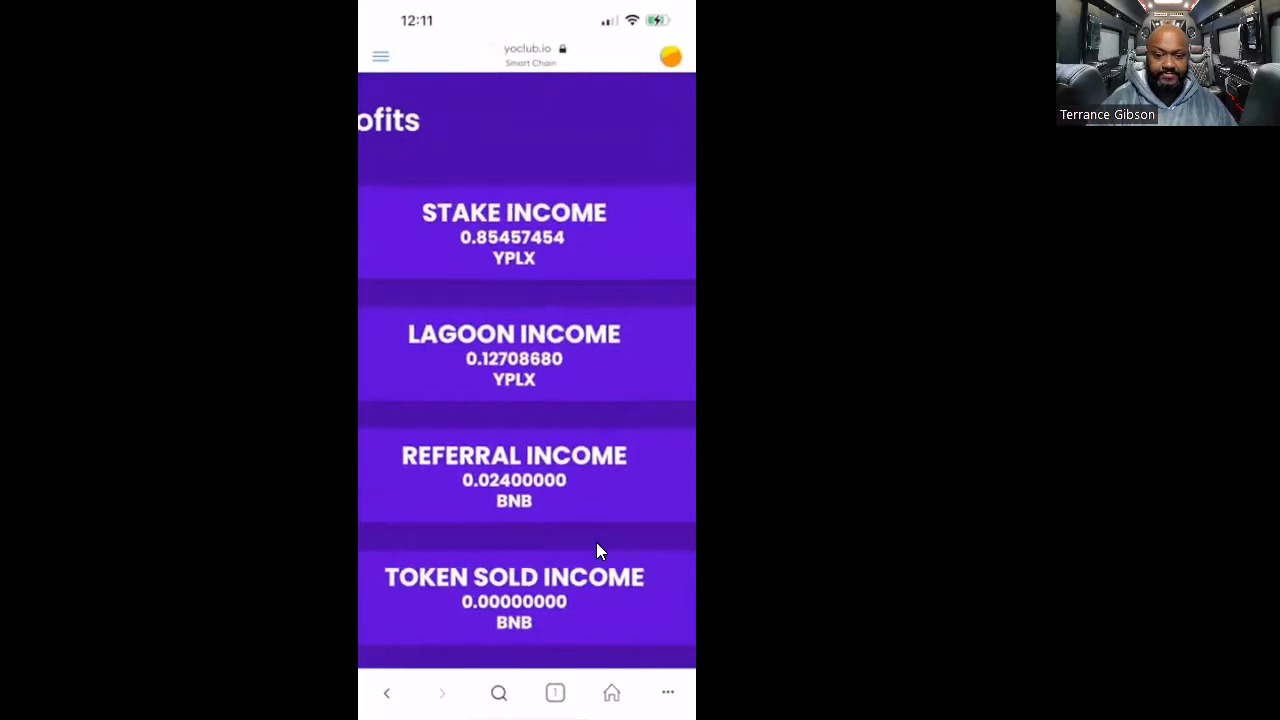 12:11
yoclub.io
Smart Chain
ofits
STAKE INCOME
0.85457454
YPLX
LAGOON INCOME
0.12708680
YPLX
REFERRAL INCOME
0.02400000
BNB
TOKEN SOLD INCOME
0.00000000
BNB
1
Terrance Gibson